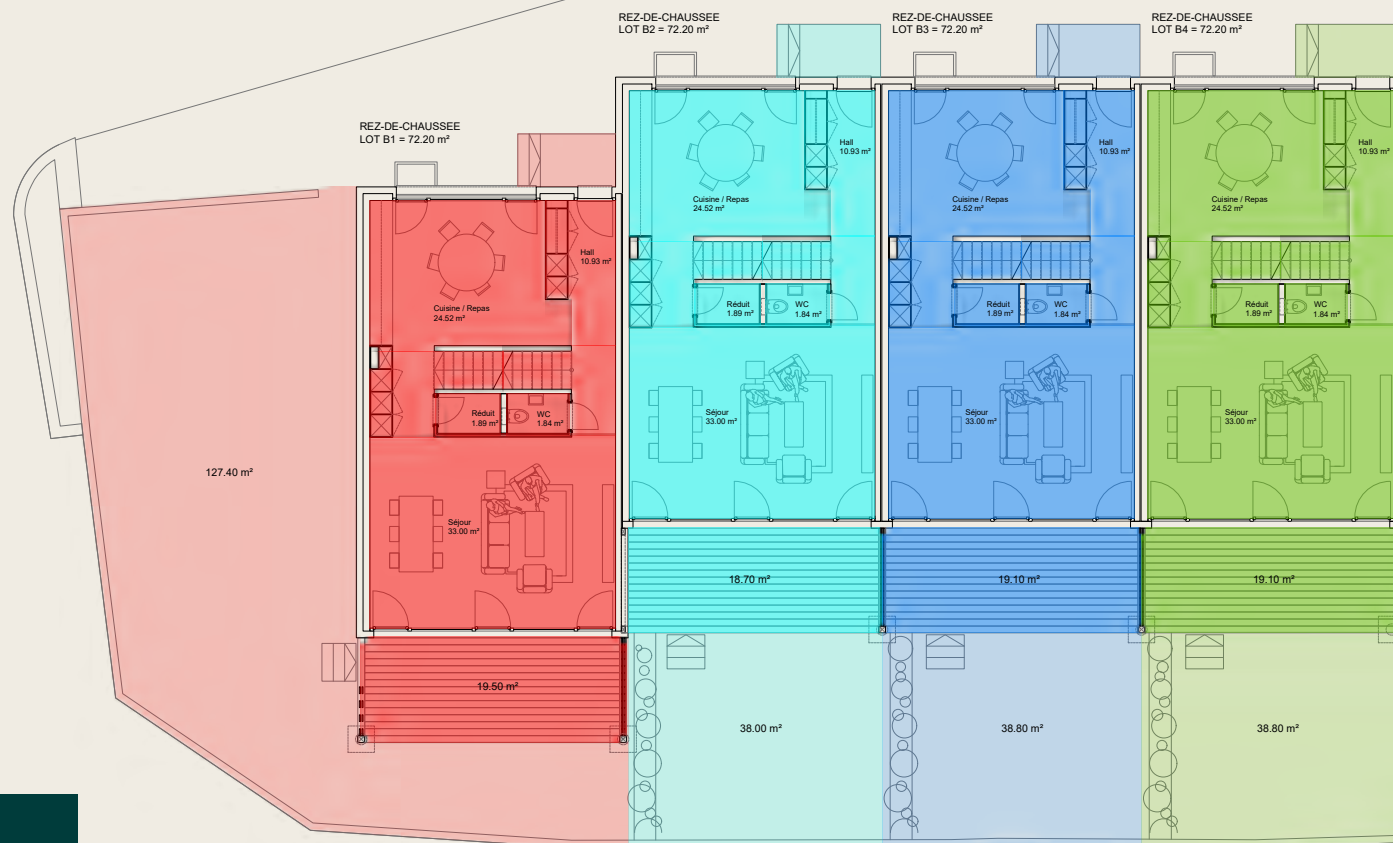 REZ-DE-CHAUSSEE
LOT B1 = 72.20 m²
Hall
10.93 m²
Cuisine / Repas
24.52 m²
Réduit
1.89 m²
WC
1.84 m²
Séjour
33.00 m²
19.50 m²
127.40 m²
REZ-DE-CHAUSSEE
LOT B2 = 72.20 m²
Hall
10.93 m²
Cuisine / Repas
24.52 m²
Réduit
1.89 m²
WC
1.84 m²
Séjour
33.00 m²
18.70 m²
38.00 m²
REZ-DE-CHAUSSEE
LOT B3 = 72.20 m²
Hall
10.93 m²
Cuisine / Repas
24.52 m²
Réduit
1.89 m²
WC
1.84 m²
Séjour
33.00 m²
19.10 m²
38.80 m²
REZ-DE-CHAUSSEE
LOT B4 = 72.20 m²
Hall
10.93 m²
Cuisine / Repas
24.52 m²
Réduit
1.89 m²
WC
1.84 m²
Séjour
33.00 m²
19.10 m²
38.80 m²